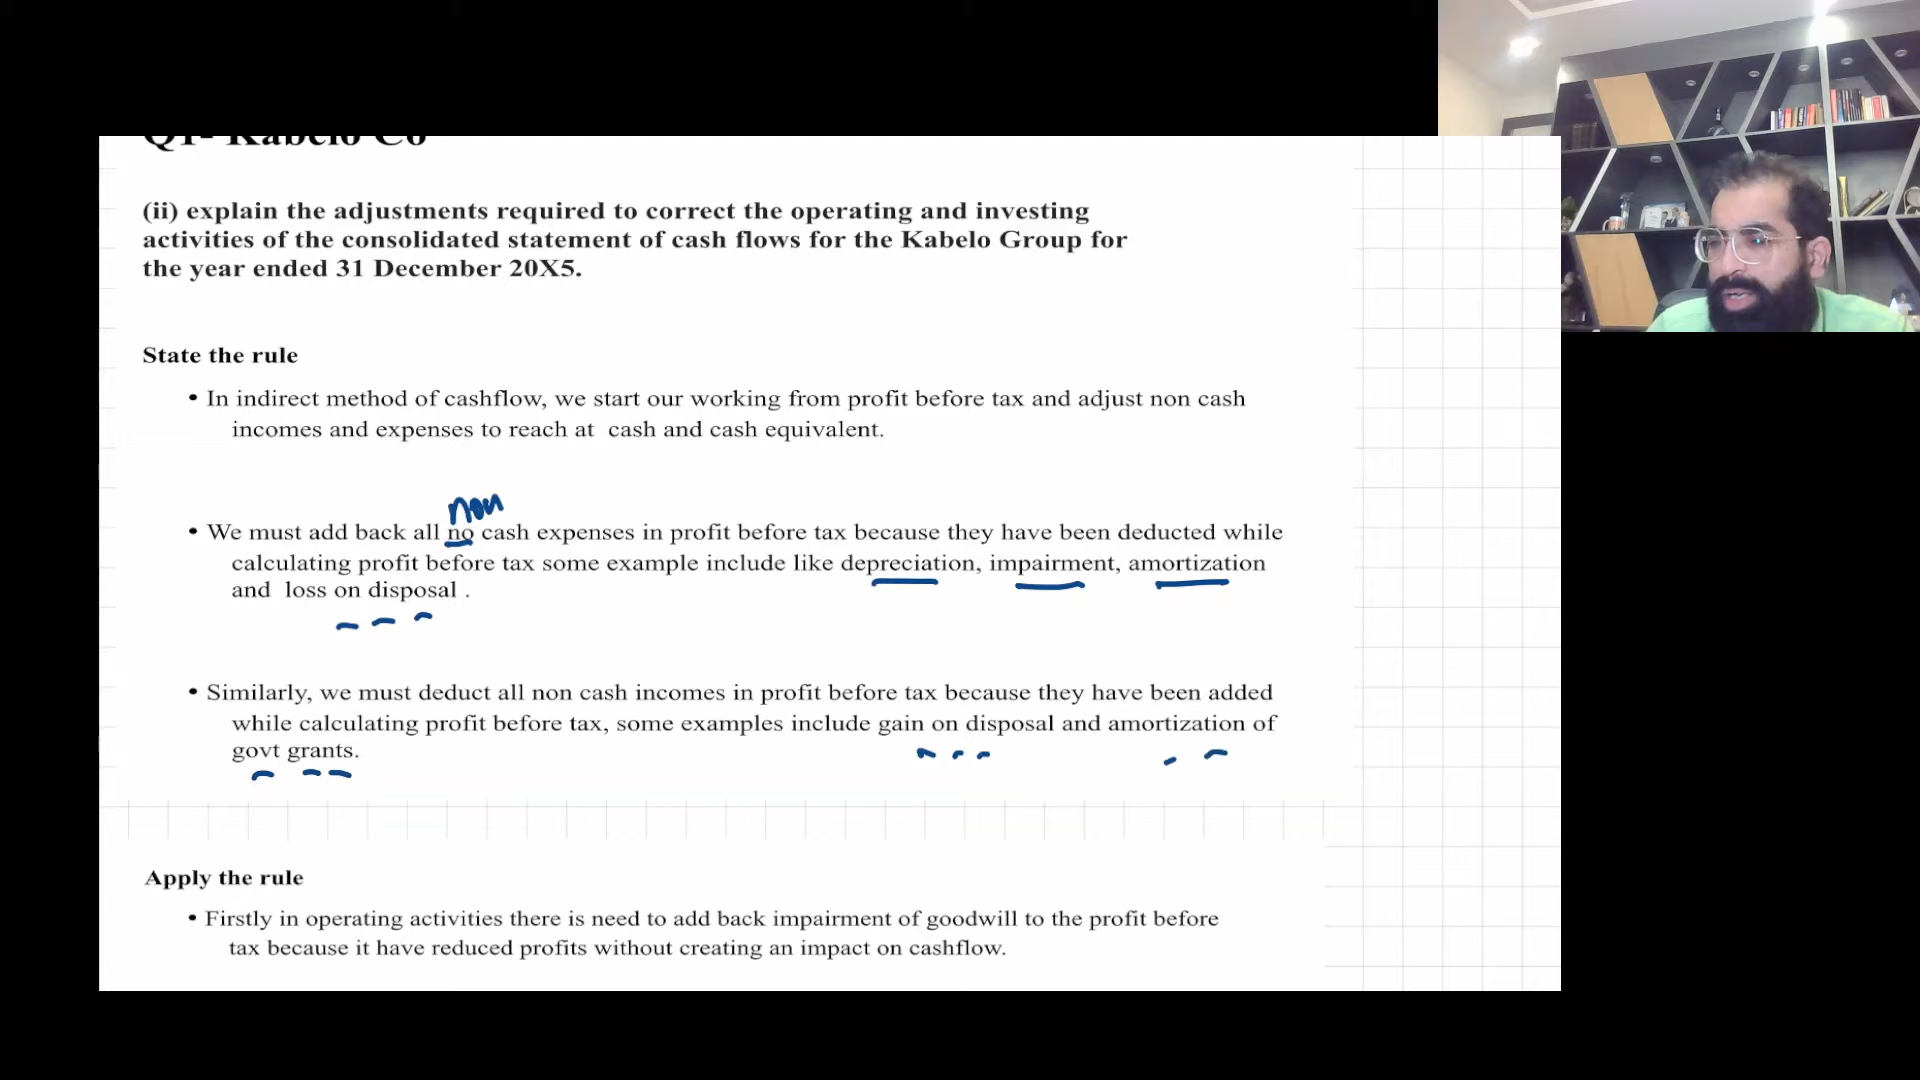 Q1- Kabelo Co
(ii) explain the adjustments required to correct the operating and investing
activities of the consolidated statement of cash flows for the Kabelo Group for
the year ended 31 December 20X5.
State the rule
• In indirect method of cashflow, we start our working from profit before tax and adjust non cash
incomes and expenses to reach at cash and cash equivalent.
non
• We must add back all no cash expenses in profit before tax because they have been deducted while
calculating profit before tax some example include like depreciation, impairment, amortization
and loss on disposal .
• Similarly, we must deduct all non cash incomes in profit before tax because they have been added
while calculating profit before tax, some examples include gain on disposal and amortization of
govt grants.
Apply the rule
• Firstly in operating activities there is need to add back impairment of goodwill to the profit before
tax because it have reduced profits without creating an impact on cashflow.